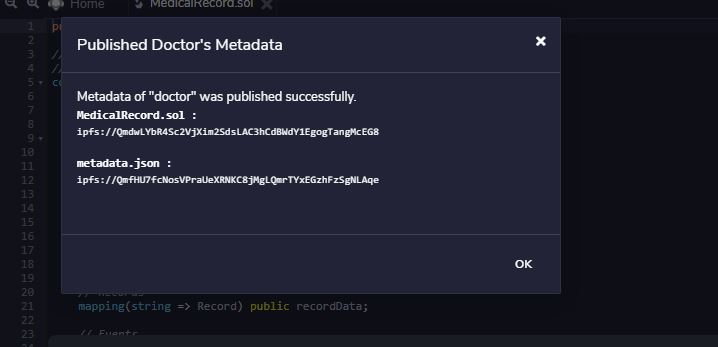 Home
MedicalRecord.sol
1
2
3
4
5
6
7
8
9
10
11
12
13
14
15
16
17
18
19
20
21
22
23
Published Doctor's Metadata
Metadata of "doctor" was published successfully.
MedicalRecord.sol :
ipfs://QmdwLYbR4Sc2VjXim2SdsLAC3hCdBWdY1EgogTangMcEG8
metadata.json :
ipfs://QmfHU7fcNosVPraUeXRNKC8jMgLQmrTYxEGzhFzSgNLAqe
OK
// Records
mapping(string => Record) public recordData;
// Events